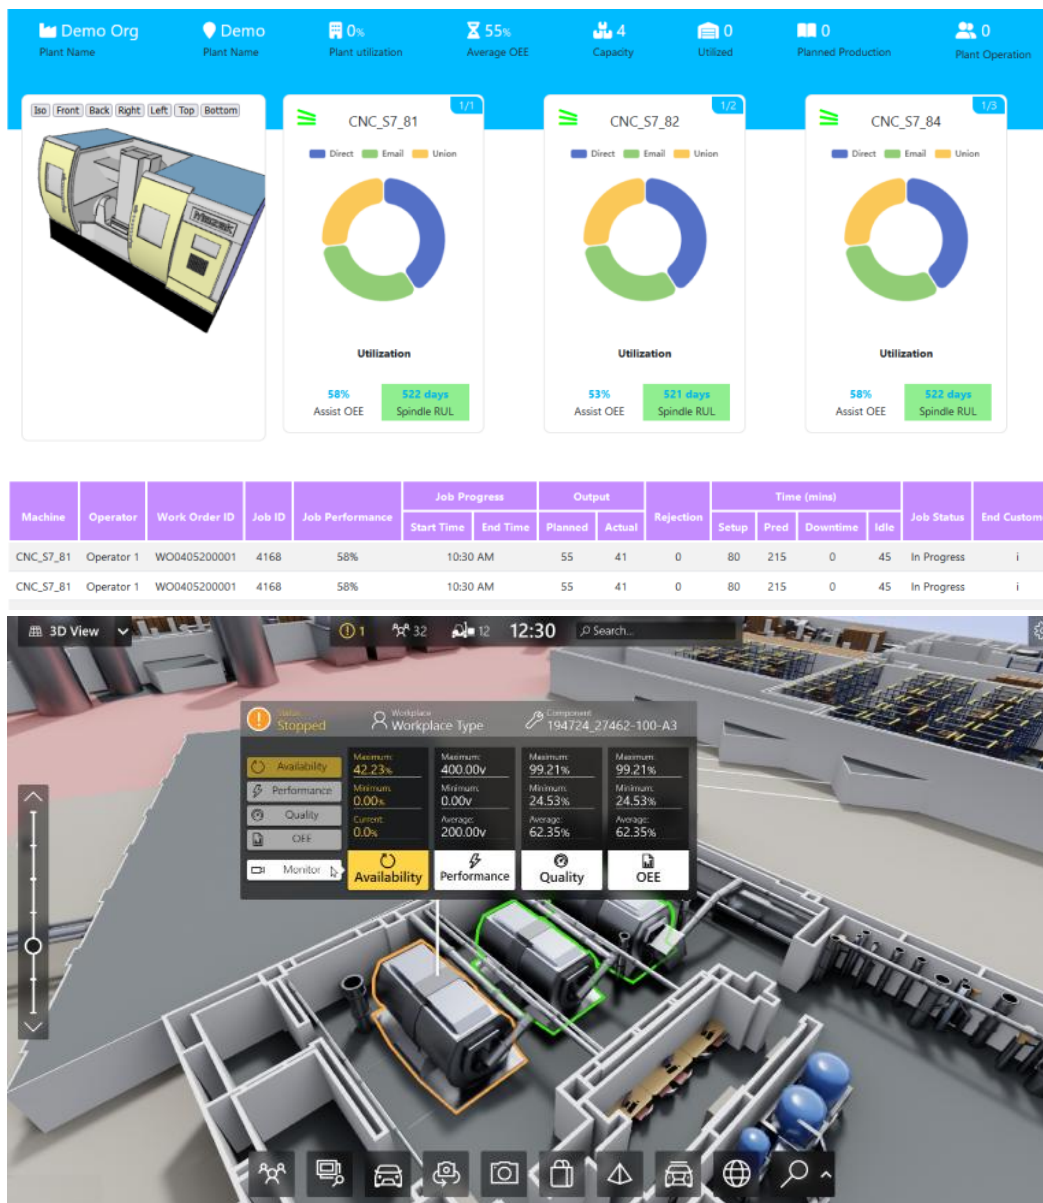 Demo Org
Plant Name
Demo
Plant Name
0%
Plant utilization
55%
Average OEE
4
Capacity
0
Utilized
0
Planned Production
0
Plant Operation
Iso Front Back Right Left Top Bottom
Mazak
1/1
CNC_S7_81
Direct Email Union
Utilization
58%
Assist OEE
522 days
Spindle RUL
1/2
CNC_S7_82
Direct Email Union
Utilization
53%
Assist OEE
521 days
Spindle RUL
1/3
CNC_S7_84
Direct Email Union
Utilization
58%
Assist OEE
522 days
Spindle RUL
Machine Operator Work Order ID Job ID Job Performance Job Progress Output Rejection Time (mins) Job Status End Custom
Start Time End Time Planned Actual Setup Pred Downtime Idle
CNC_S7_81 Operator 1 WO0405200001 4168 58% 10:30 AM 55 41 0 80 215 0 45 In Progress i
CNC_S7_81 Operator 1 WO0405200001 4168 58% 10:30 AM 55 41 0 80 215 0 45 In Progress i
3D View
1 32 12 12:30 Search...
Status
Stopped
Workplace
Workplace Type
Component
194724_27462-100-A3
Availability
Performance
Quality
OEE
Monitor
Maximum:
42.23%
Minimum:
0.00%
Current:
0.0%
Availability
Maximum:
400.00v
Minimum:
0.00v
Average:
200.00v
Performance
Maximum:
99.21%
Minimum:
24.53%
Average:
62.35%
Quality
Maximum:
99.21%
Minimum:
24.53%
Average:
62.35%
OEE